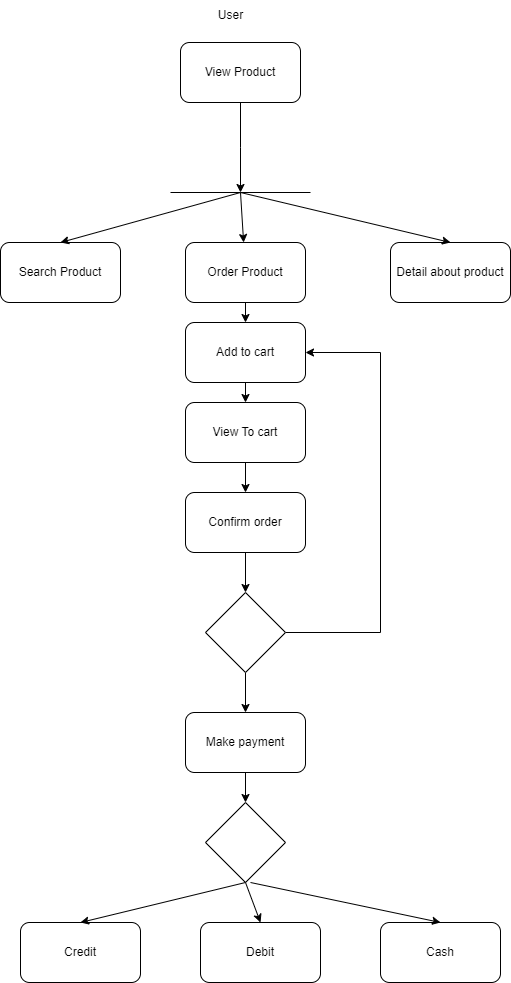 User
View Product
Search Product
Order Product
Detail about product
Add to cart
View To cart
Confirm order
Make payment
Credit
Debit
Cash